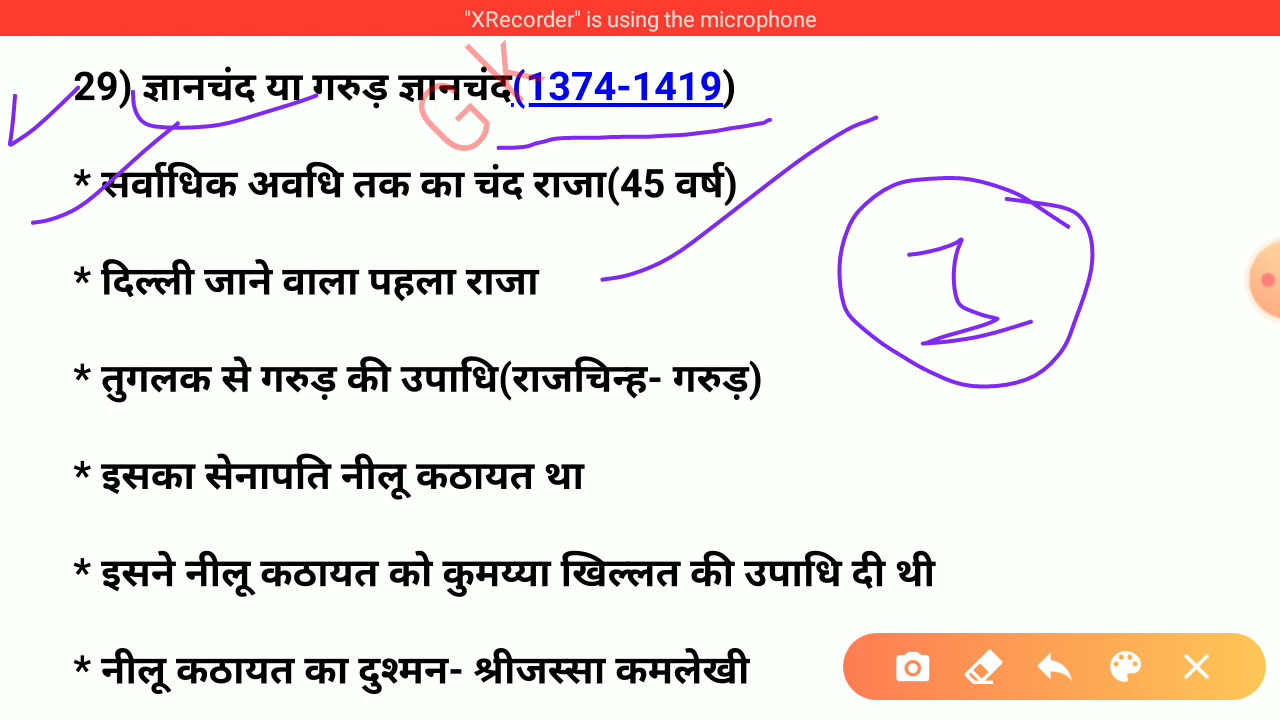 "XRecorder" is using the microphone
29) ज्ञानचंद या गरुड़ ज्ञानचंद(1374-1419)
GK
* सर्वाधिक अवधि तक का चंद राजा(45 वर्ष)
* दिल्ली जाने वाला पहला राजा
* तुगलक से गरुड़ की उपाधि(राजचिन्ह- गरुड़)
* इसका सेनापति नीलू कठायत था
* इसने नीलू कठायत को कुमय्या खिल्लत की उपाधि दी थी
* नीलू कठायत का दुश्मन- श्रीजस्सा कमलेखी